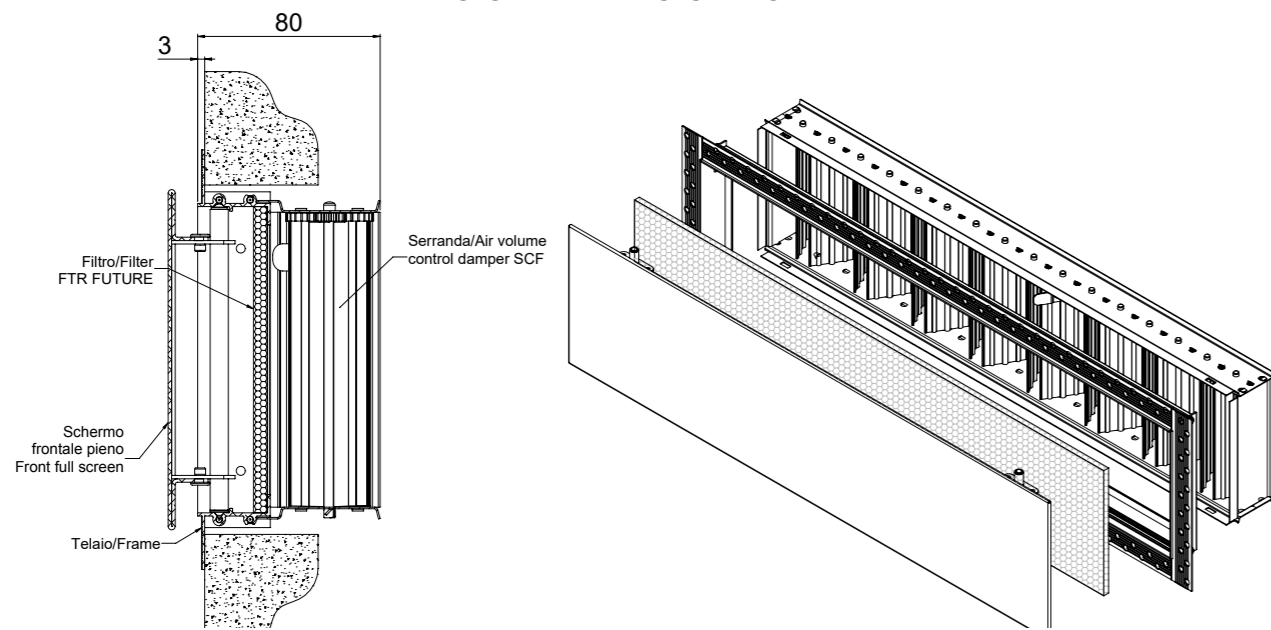 80
3
Serranda/Air volume
control damper SCF
Filtro/Filter
FTR FUTURE
Schermo
frontale pieno
Front full screen
Telaio/Frame